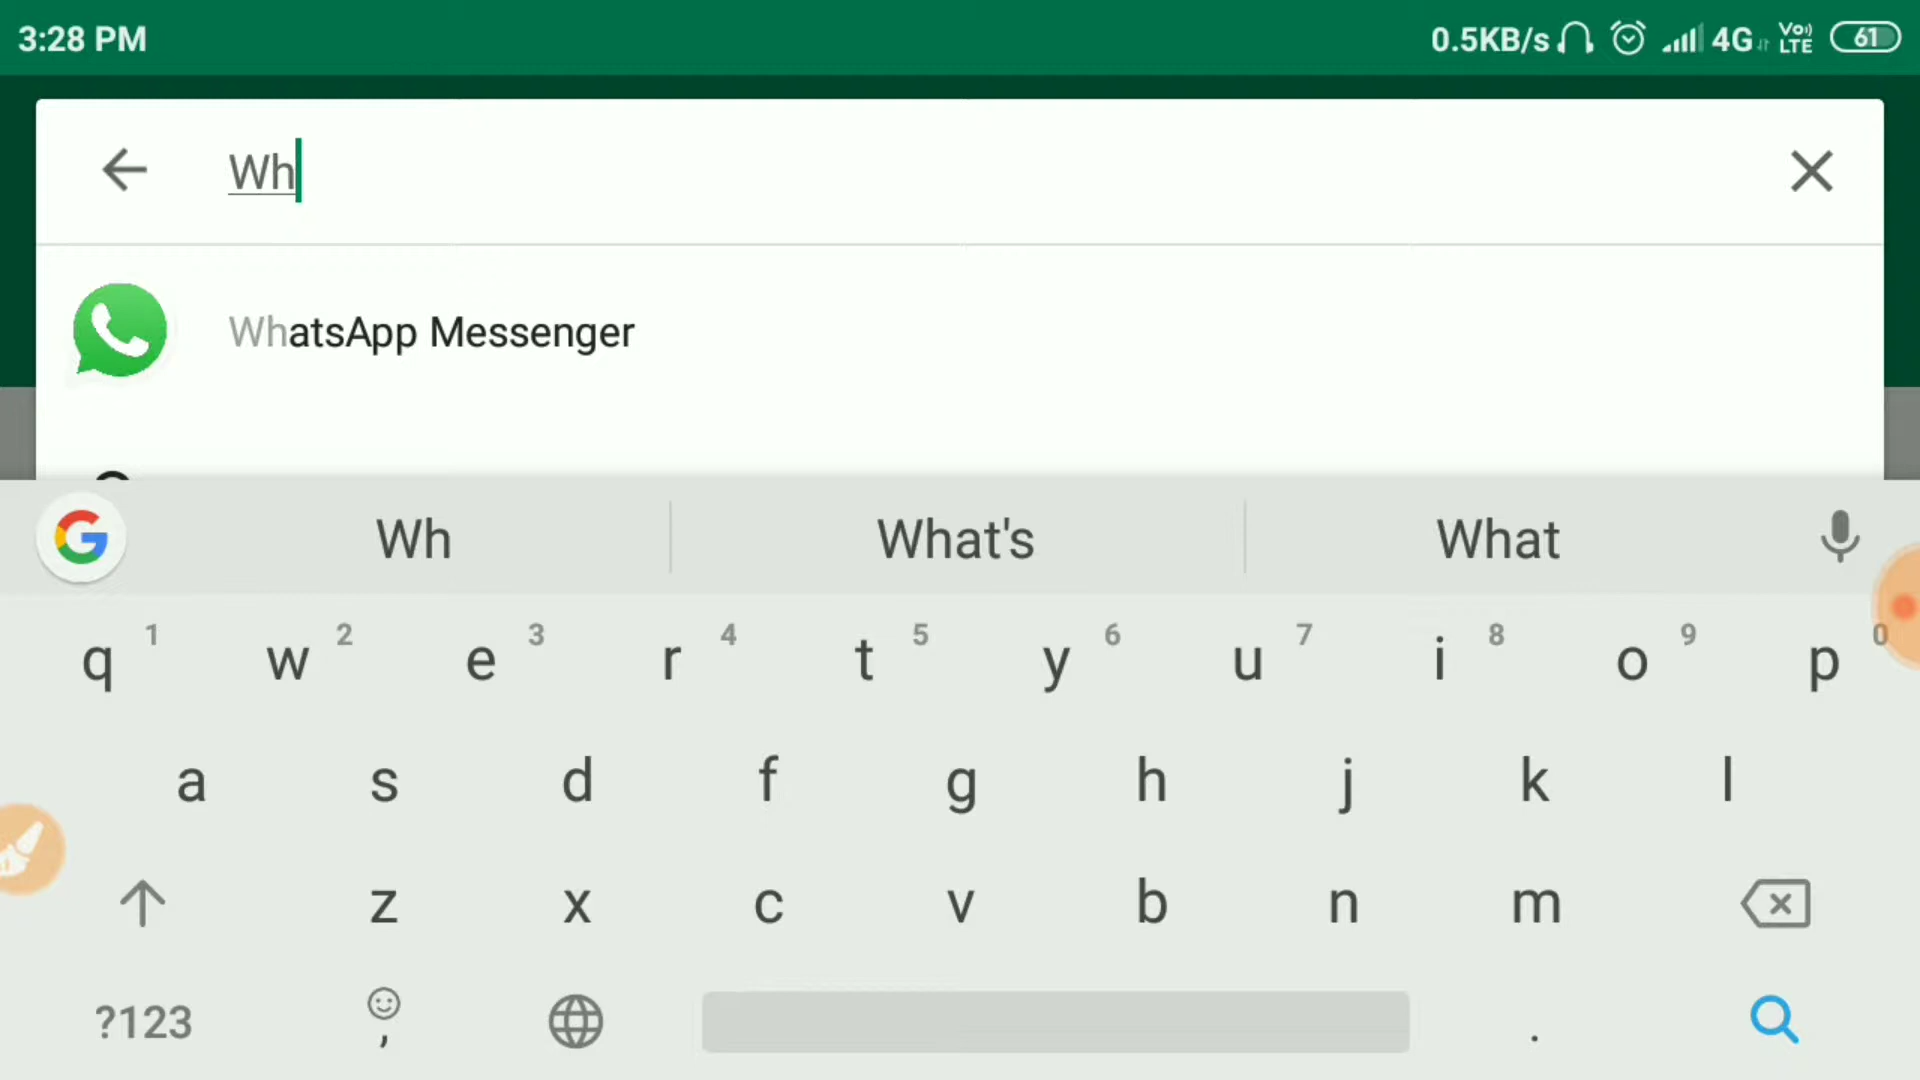 3:28 PM 0.5KB/s 4G Vo)) LTE 61
Wh
WhatsApp Messenger
G Wh What's What
q 1 w 2 e 3 r 4 t 5 y 6 u 7 i 8 o 9 p 0
a s d f g h j k l
z x c v b n m
?123 , .